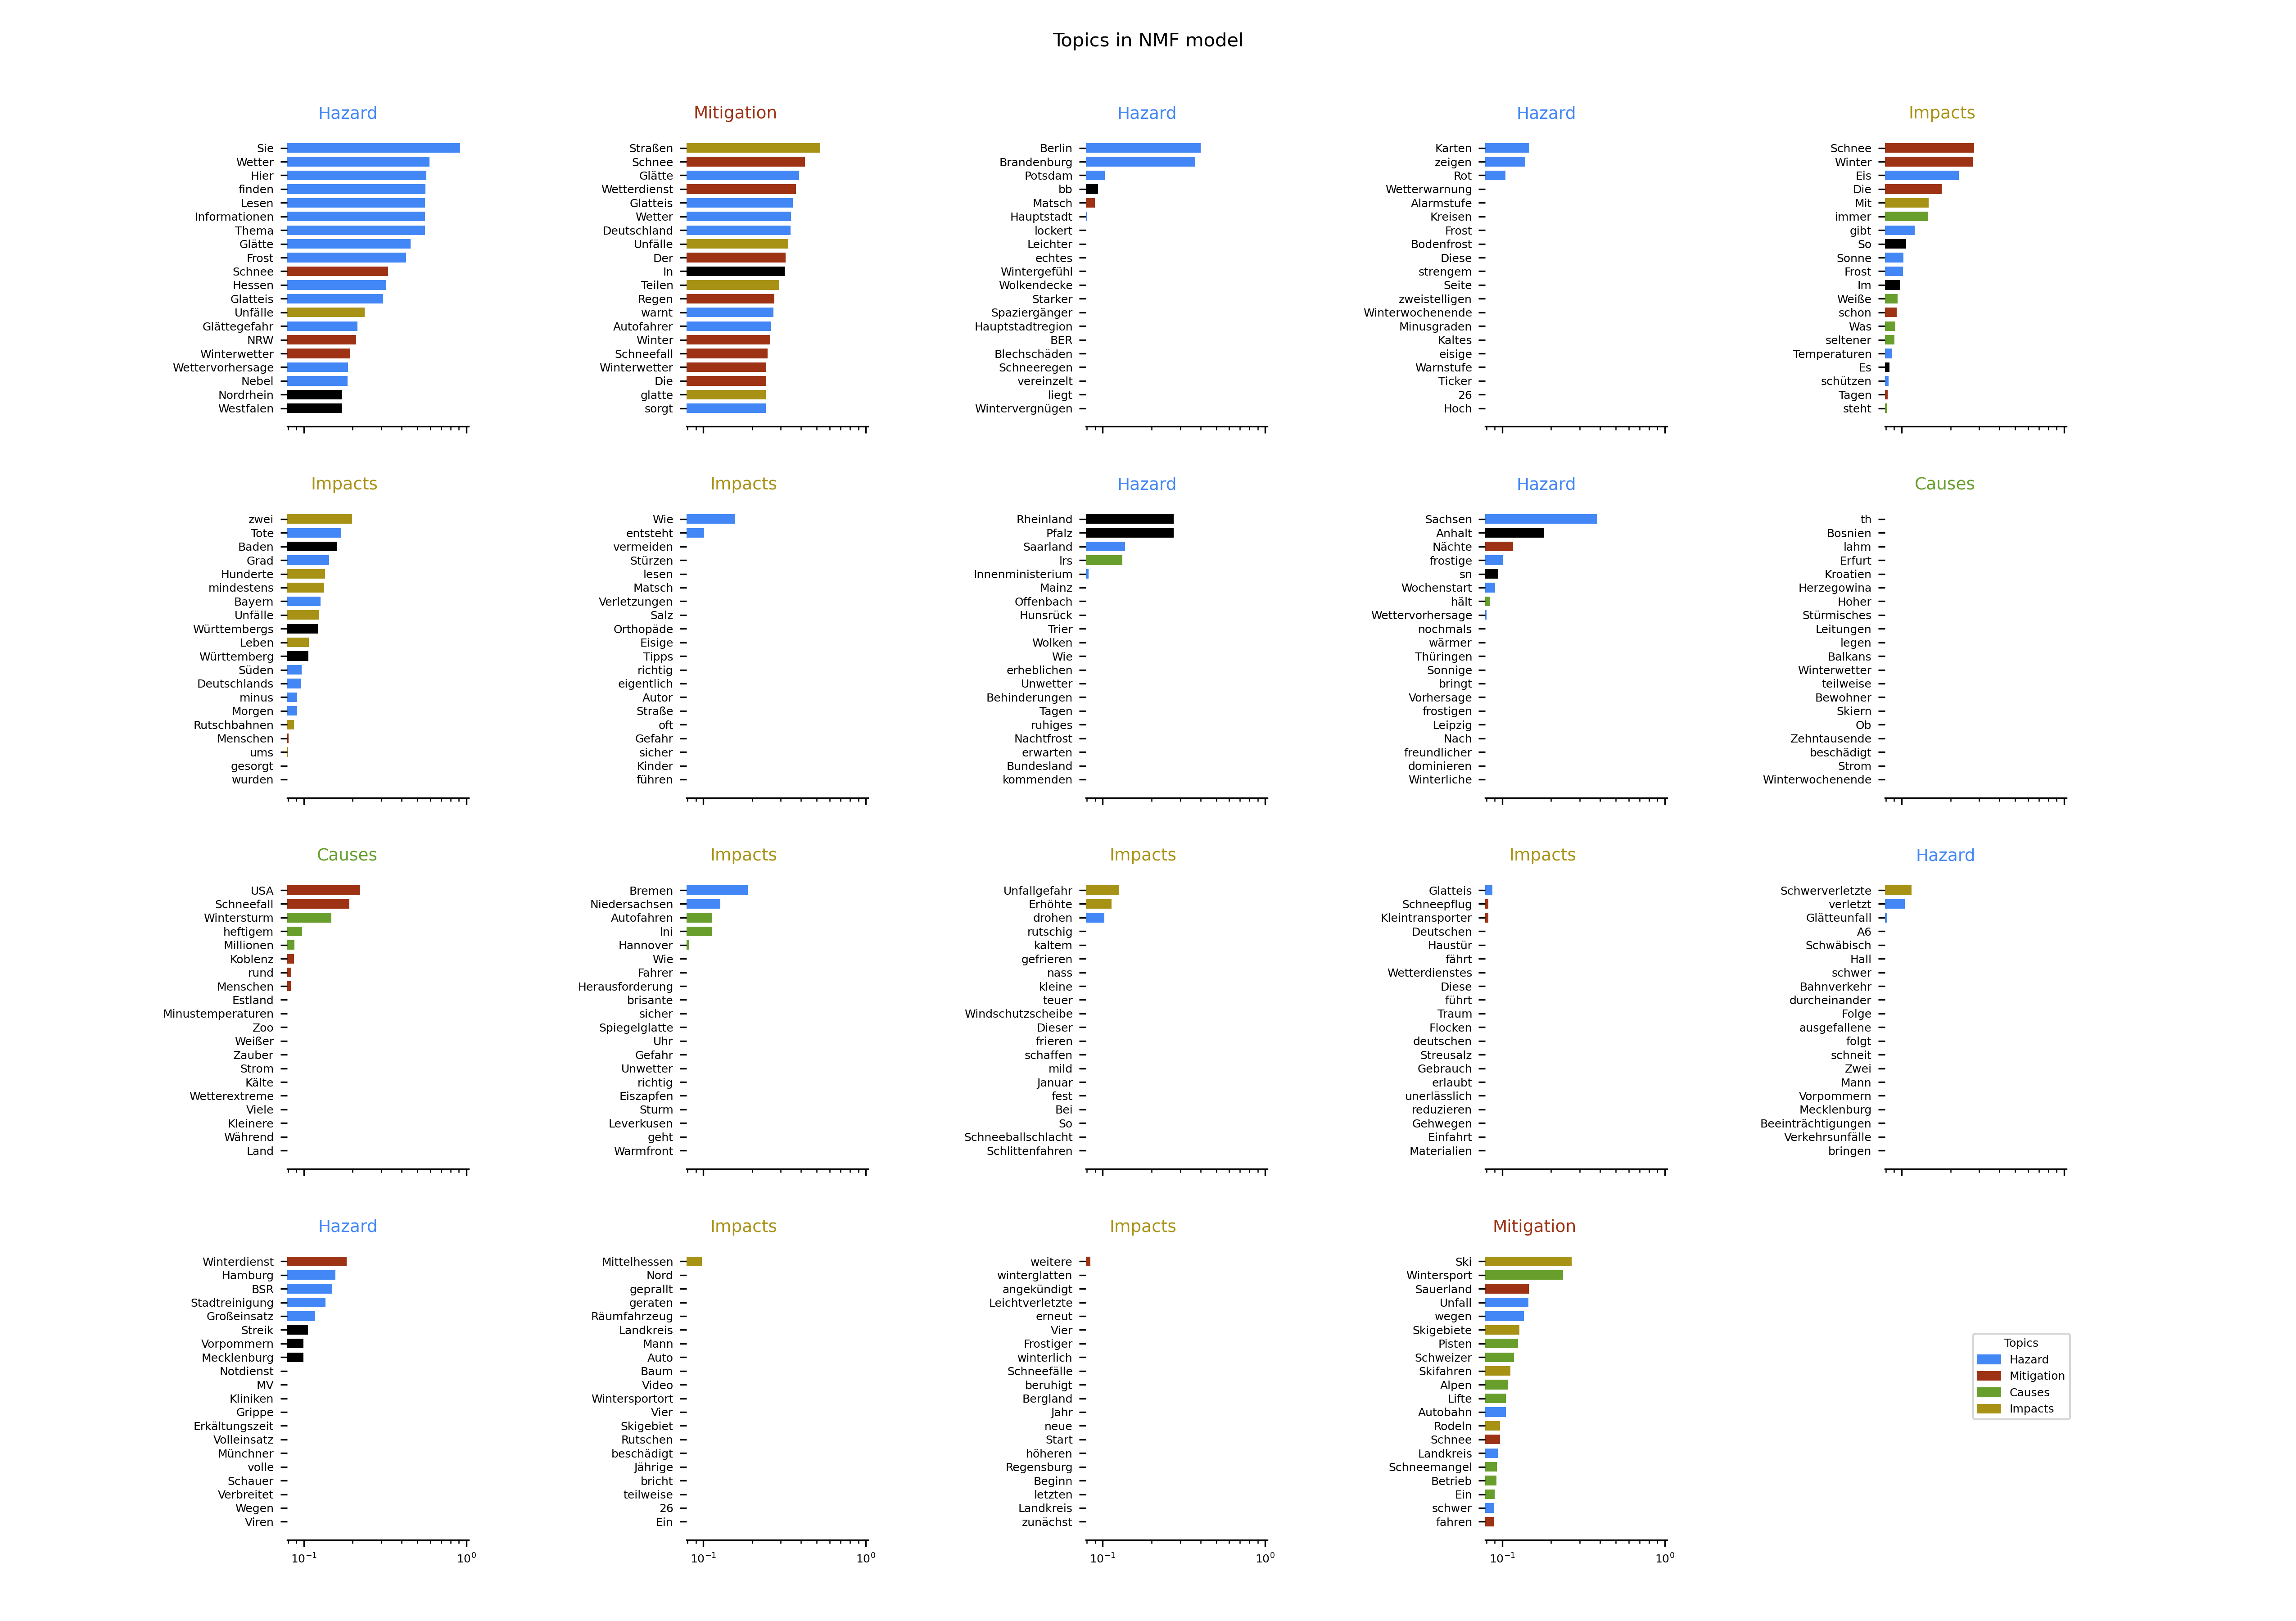 Topics in NMF model
Hazard
Sie
Wetter
Hier
finden
Lesen
Informationen
Thema
Glätte
Frost
Schnee
Hessen
Glatteis
Unfälle
Glättegefahr
NRW
Winterwetter
Wettervorhersage
Nebel
Nordrhein
Westfalen
Mitigation
Straßen
Schnee
Glätte
Wetterdienst
Glatteis
Wetter
Deutschland
Unfälle
Der
In
Teilen
Regen
warnt
Autofahrer
Winter
Schneefall
Winterwetter
Die
glatte
sorgt
Hazard
Berlin
Brandenburg
Potsdam
bb
Matsch
Hauptstadt
lockert
Leichter
echtes
Wintergefühl
Wolkendecke
Starker
Spaziergänger
Hauptstadtregion
BER
Blechschäden
Schneeregen
vereinzelt
liegt
Wintervergnügen
Hazard
Karten
zeigen
Rot
Wetterwarnung
Alarmstufe
Kreisen
Frost
Bodenfrost
Diese
strengem
Seite
zweistelligen
Winterwochenende
Minusgraden
Kaltes
eisige
Warnstufe
Ticker
26
Hoch
Impacts
Schnee
Winter
Eis
Die
Mit
immer
gibt
So
Sonne
Frost
Im
Weiße
schon
Was
seltener
Temperaturen
Es
schützen
Tagen
steht
Impacts
zwei
Tote
Baden
Grad
Hunderte
mindestens
Bayern
Unfälle
Württembergs
Leben
Württemberg
Süden
Deutschlands
minus
Morgen
Rutschbahnen
Menschen
ums
gesorgt
wurden
Impacts
Wie
entsteht
vermeiden
Stürzen
lesen
Matsch
Verletzungen
Salz
Orthopäde
Eisige
Tipps
richtig
eigentlich
Autor
Straße
oft
Gefahr
sicher
Kinder
führen
Hazard
Rheinland
Pfalz
Saarland
lrs
Innenministerium
Mainz
Offenbach
Hunsrück
Trier
Wolken
Wie
erheblichen
Unwetter
Behinderungen
Tagen
ruhiges
Nachtfrost
erwarten
Bundesland
kommenden
Hazard
Sachsen
Anhalt
Nächte
frostige
sn
Wochenstart
hält
Wettervorhersage
nochmals
wärmer
Thüringen
Sonnige
bringt
Vorhersage
frostigen
Leipzig
Nach
freundlicher
dominieren
Winterliche
Causes
th
Bosnien
lahm
Erfurt
Kroatien
Herzegowina
Hoher
Stürmisches
Leitungen
legen
Balkans
Winterwetter
teilweise
Bewohner
Skiern
Ob
Zehntausende
beschädigt
Strom
Winterwochenende
Causes
USA
Schneefall
Wintersturm
heftigem
Millionen
Koblenz
rund
Menschen
Estland
Minustemperaturen
Zoo
Weißer
Zauber
Strom
Kälte
Wetterextreme
Viele
Kleinere
Während
Land
Impacts
Bremen
Niedersachsen
Autofahren
Ini
Hannover
Wie
Fahrer
Herausforderung
brisante
sicher
Spiegelglatte
Uhr
Gefahr
Unwetter
richtig
Eiszapfen
Sturm
Leverkusen
geht
Warmfront
Impacts
Unfallgefahr
Erhöhte
drohen
rutschig
kaltem
gefrieren
nass
kleine
teuer
Windschutzscheibe
Dieser
frieren
schaffen
mild
Januar
fest
Bei
So
Schneeballschlacht
Schlittenfahren
Impacts
Glatteis
Schneepflug
Kleintransporter
Deutschen
Haustür
fährt
Wetterdienstes
Diese
führt
Traum
Flocken
deutschen
Streusalz
Gebrauch
erlaubt
unerlässlich
reduzieren
Gehwegen
Einfahrt
Materialien
Hazard
Schwerverletzte
verletzt
Glätteunfall
A6
Schwäbisch
Hall
schwer
Bahnverkehr
durcheinander
Folge
ausgefallene
folgt
schneit
Zwei
Mann
Vorpommern
Mecklenburg
Beeinträchtigungen
Verkehrsunfälle
bringen
Hazard
Winterdienst
Hamburg
BSR
Stadtreinigung
Großeinsatz
Streik
Vorpommern
Mecklenburg
Notdienst
MV
Kliniken
Grippe
Erkältungszeit
Volleinsatz
Münchner
volle
Schauer
Verbreitet
Wegen
Viren
10⁻¹ 10⁰
Impacts
Mittelhessen
Nord
geprallt
geraten
Räumfahrzeug
Landkreis
Mann
Auto
Baum
Video
Wintersportort
Vier
Skigebiet
Rutschen
beschädigt
Jährige
bricht
teilweise
26
Ein
10⁻¹ 10⁰
Impacts
weitere
winterglatten
angekündigt
Leichtverletzte
erneut
Vier
Frostiger
winterlich
Schneefälle
beruhigt
Bergland
Jahr
neue
Start
höheren
Regensburg
Beginn
letzten
Landkreis
zunächst
10⁻¹ 10⁰
Mitigation
Ski
Wintersport
Sauerland
Unfall
wegen
Skigebiete
Pisten
Schweizer
Skifahren
Alpen
Lifte
Autobahn
Rodeln
Schnee
Landkreis
Schneemangel
Betrieb
Ein
schwer
fahren
10⁻¹ 10⁰
Topics
Hazard
Mitigation
Causes
Impacts